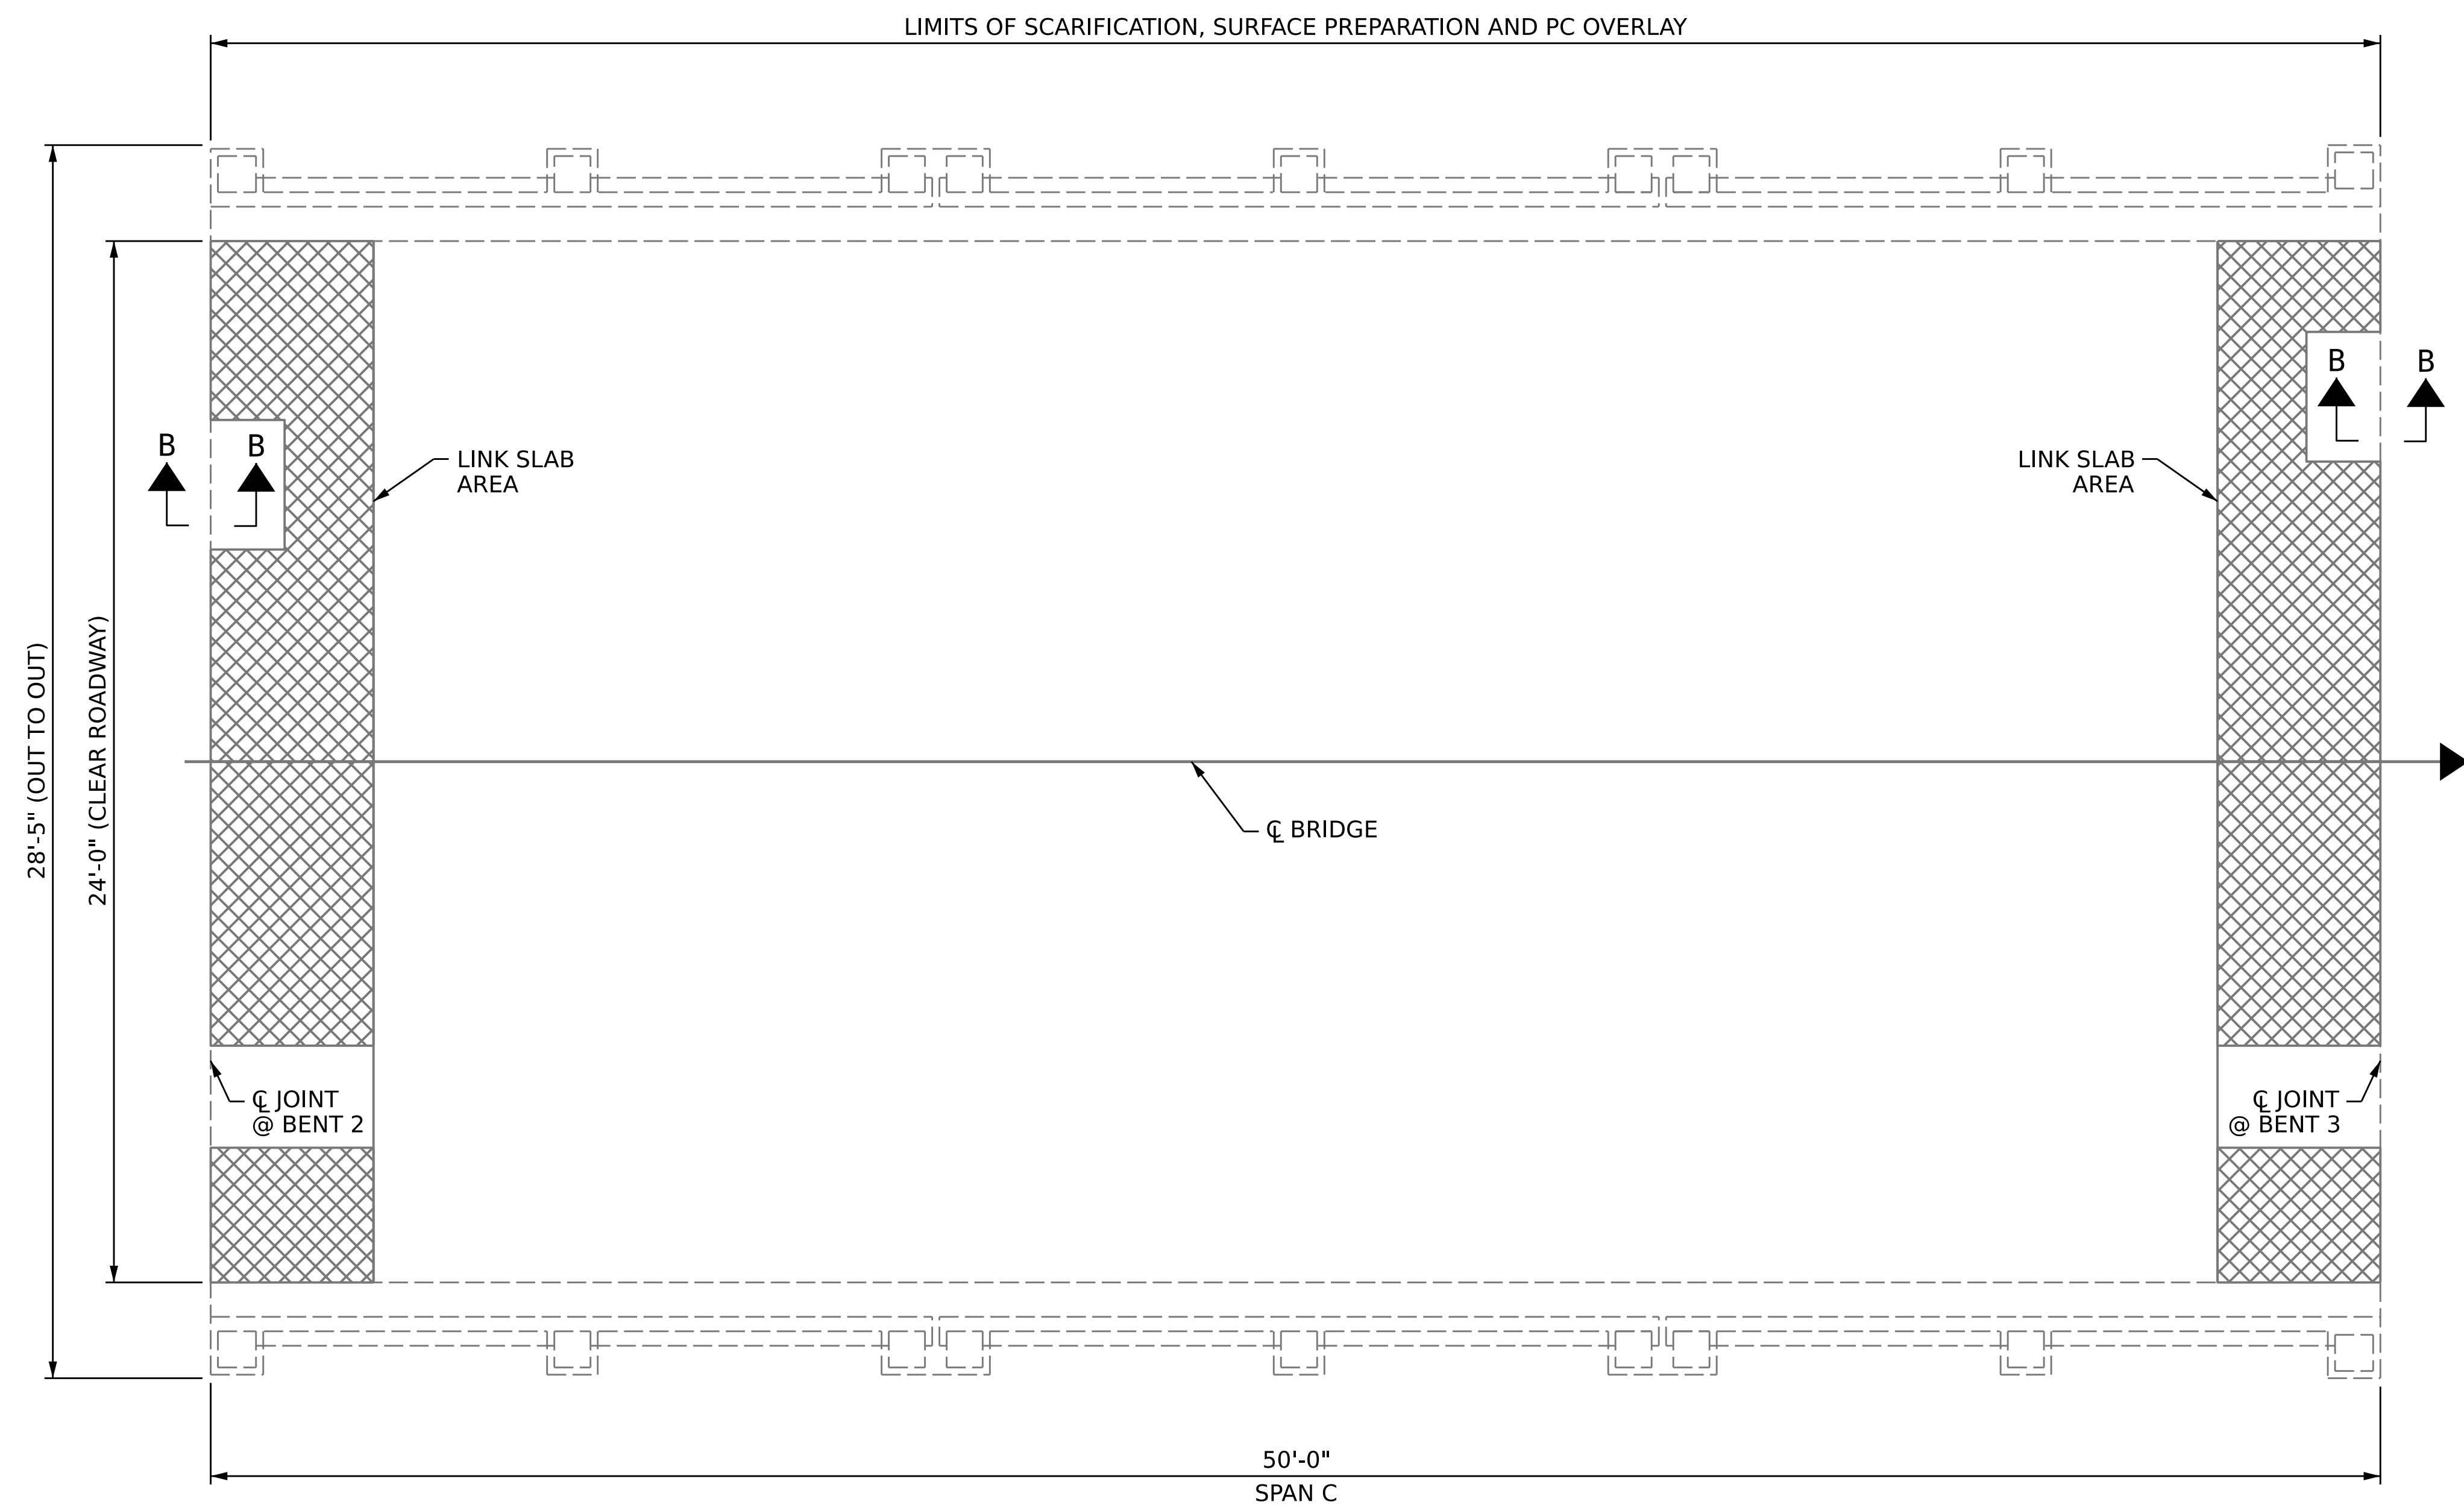 LIMITS OF SCARIFICATION, SURFACE PREPARATION AND PC OVERLAY
B
B
B
B
LINK SLAB
AREA
LINK SLAB
AREA
28'-5" (OUT TO OUT)
24'-0" (CLEAR ROADWAY)
℄ BRIDGE
℄ JOINT
@ BENT 2
℄ JOINT
@ BENT 3
50'-0"
SPAN C